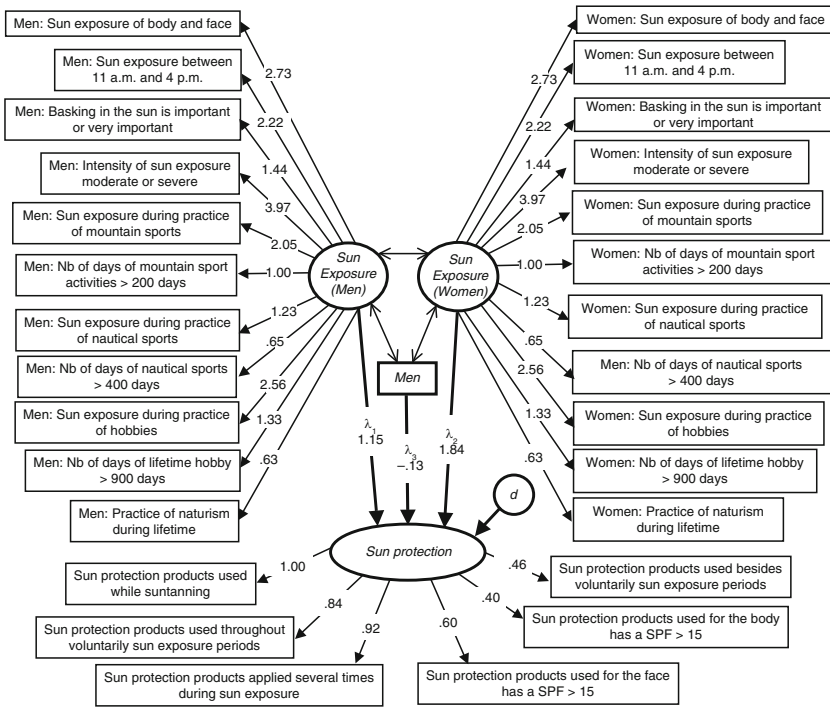 Men: Sun exposure of body and face
Men: Sun exposure between
11 a.m. and 4 p.m.
Men: Basking in the sun is important
or very important
Men: Intensity of sun exposure
moderate or severe
Men: Sun exposure during practice
of mountain sports
Men: Nb of days of mountain sport
activities > 200 days
Men: Sun exposure during practice
of nautical sports
Men: Nb of days of nautical sports
> 400 days
Men: Sun exposure during practice
of hobbies
Men: Nb of days of lifetime hobby
> 900 days
Men: Practice of naturism
during lifetime
2.73
2.22
1.44
3.97
2.05
1.00
1.23
.65
2.56
1.33
.63
Sun
Exposure
(Men)
Sun
Exposure
(Women)
Men
2.73
2.22
1.44
3.97
2.05
1.00
1.23
.65
2.56
1.33
.63
Women: Sun exposure of body and face
Women: Sun exposure between
11 a.m. and 4 p.m.
Women: Basking in the sun is important
or very important
Women: Intensity of sun exposure
moderate or severe
Women: Sun exposure during practice
of mountain sports
Women: Nb of days of mountain sport
activities > 200 days
Women: Sun exposure during practice
of nautical sports
Men: Nb of days of nautical sports
> 400 days
Women: Sun exposure during practice
of hobbies
Women: Nb of days of lifetime hobby
> 900 days
Women: Practice of naturism
during lifetime
λ1
1.15
λ3
–.13
λ2
1.84
d
Sun protection
1.00
.84
.92
.60
.40
.46
Sun protection products used
while suntanning
Sun protection products used throughout
voluntarily sun exposure periods
Sun protection products applied several times
during sun exposure
Sun protection products used for the face
has a SPF > 15
Sun protection products used for the body
has a SPF > 15
Sun protection products used besides
voluntarily sun exposure periods